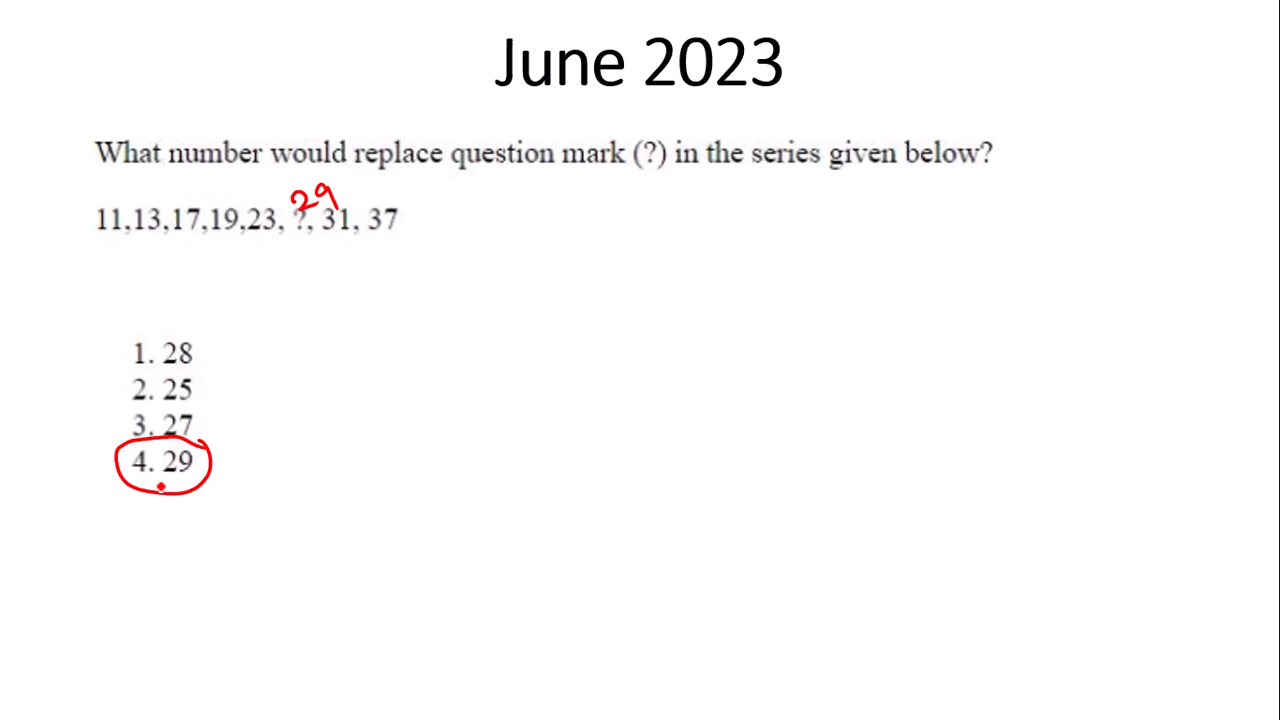 June 2023
What number would replace question mark (?) in the series given below?
29
11,13,17,19,23, ?, 31, 37
1. 28
2. 25
3. 27
4. 29